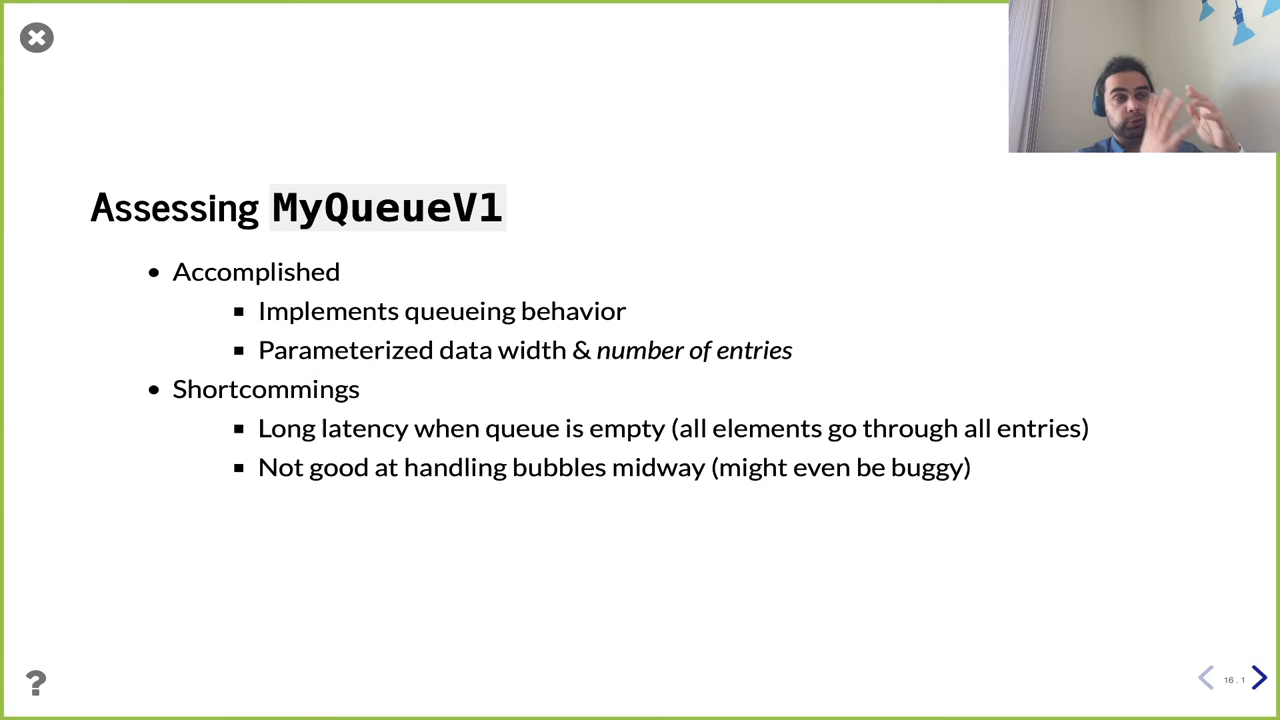 Assessing MyQueueV1
• Accomplished
▪ Implements queueing behavior
▪ Parameterized data width & number of entries
• Shortcommings
▪ Long latency when queue is empty (all elements go through all entries)
▪ Not good at handling bubbles midway (might even be buggy)
?
16 . 1